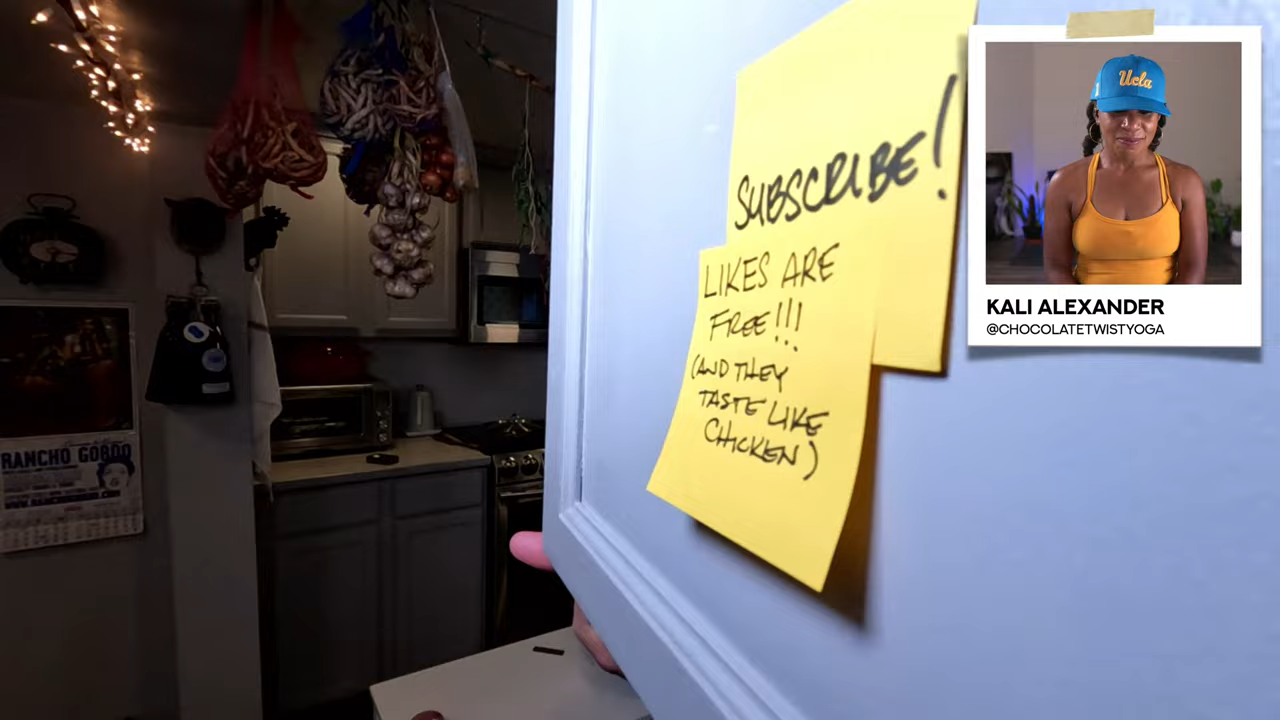 SUBSCRIBE!
LIKES ARE
FREE!!!
(AND THEY
TASTE LIKE
CHICKEN)
Ucla
KALI ALEXANDER
@CHOCOLATETWISTYOGA
RANCHO GORDO